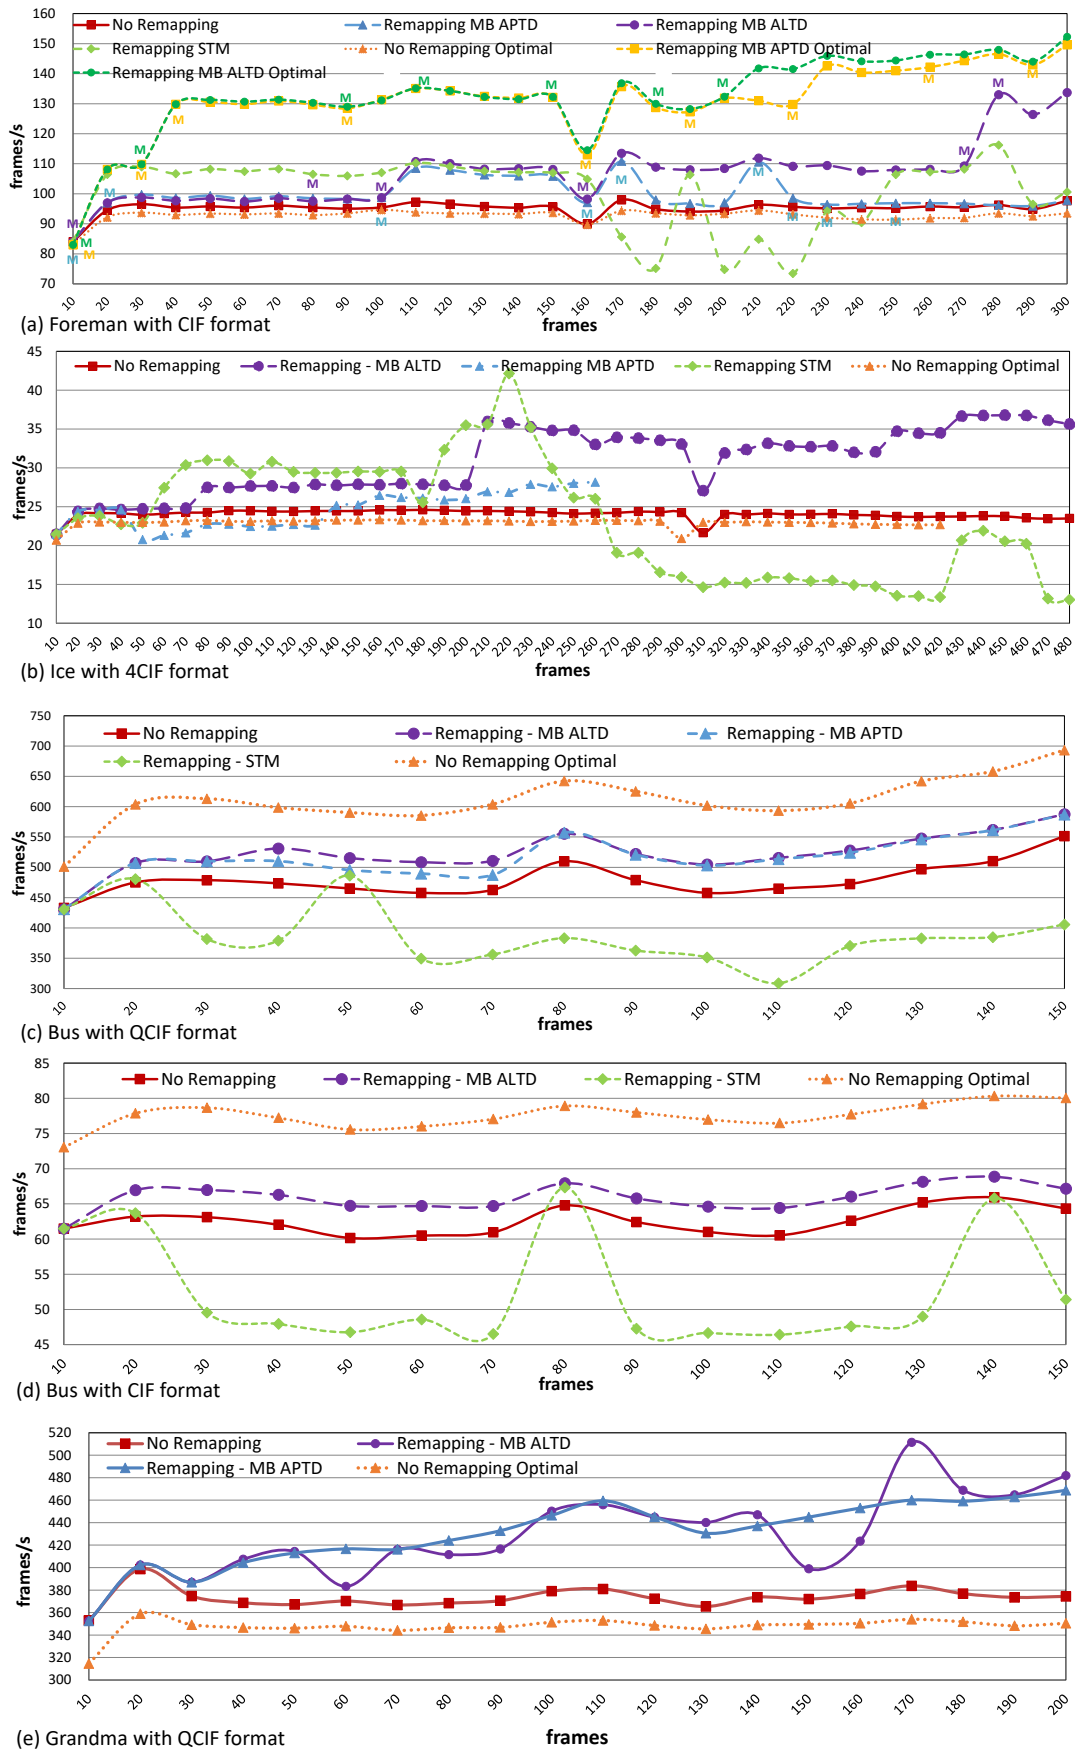 160
150
140
130
120
110
100
90
80
70
frames/s
No Remapping
Remapping MB APTD
Remapping MB ALTD
Remapping STM
No Remapping Optimal
Remapping MB APTD Optimal
Remapping MB ALTD Optimal
M M M M M M M M M M M M M M M M M M M M M M M M M M M M M
10 20 30 40 50 60 70 80 90 100 110 120 130 140 150 160 170 180 190 200 210 220 230 240 250 260 270 280 290 300
(a) Foreman with CIF format
frames
45
40
35
30
25
20
15
10
frames/s
No Remapping
Remapping - MB ALTD
Remapping MB APTD
Remapping STM
No Remapping Optimal
10 20 30 40 50 60 70 80 90 100 110 120 130 140 150 160 170 180 190 200 210 220 230 240 250 260 270 280 290 300 310 320 330 340 350 360 370 380 390 400 410 420 430 440 450 460 470 480
(b) Ice with 4CIF format
frames
750
700
650
600
550
500
450
400
350
300
frames/s
No Remapping
Remapping - MB ALTD
Remapping - MB APTD
Remapping - STM
No Remapping Optimal
10 20 30 40 50 60 70 80 90 100 110 120 130 140 150
(c) Bus with QCIF format
frames
85
80
75
70
65
60
55
50
45
frames/s
No Remapping
Remapping - MB ALTD
Remapping - STM
No Remapping Optimal
10 20 30 40 50 60 70 80 90 100 110 120 130 140 150
(d) Bus with CIF format
frames
520
500
480
460
440
420
400
380
360
340
320
300
frames/s
No Remapping
Remapping - MB ALTD
Remapping - MB APTD
No Remapping Optimal
10 20 30 40 50 60 70 80 90 100 110 120 130 140 150 160 170 180 190 200
(e) Grandma with QCIF format
frames